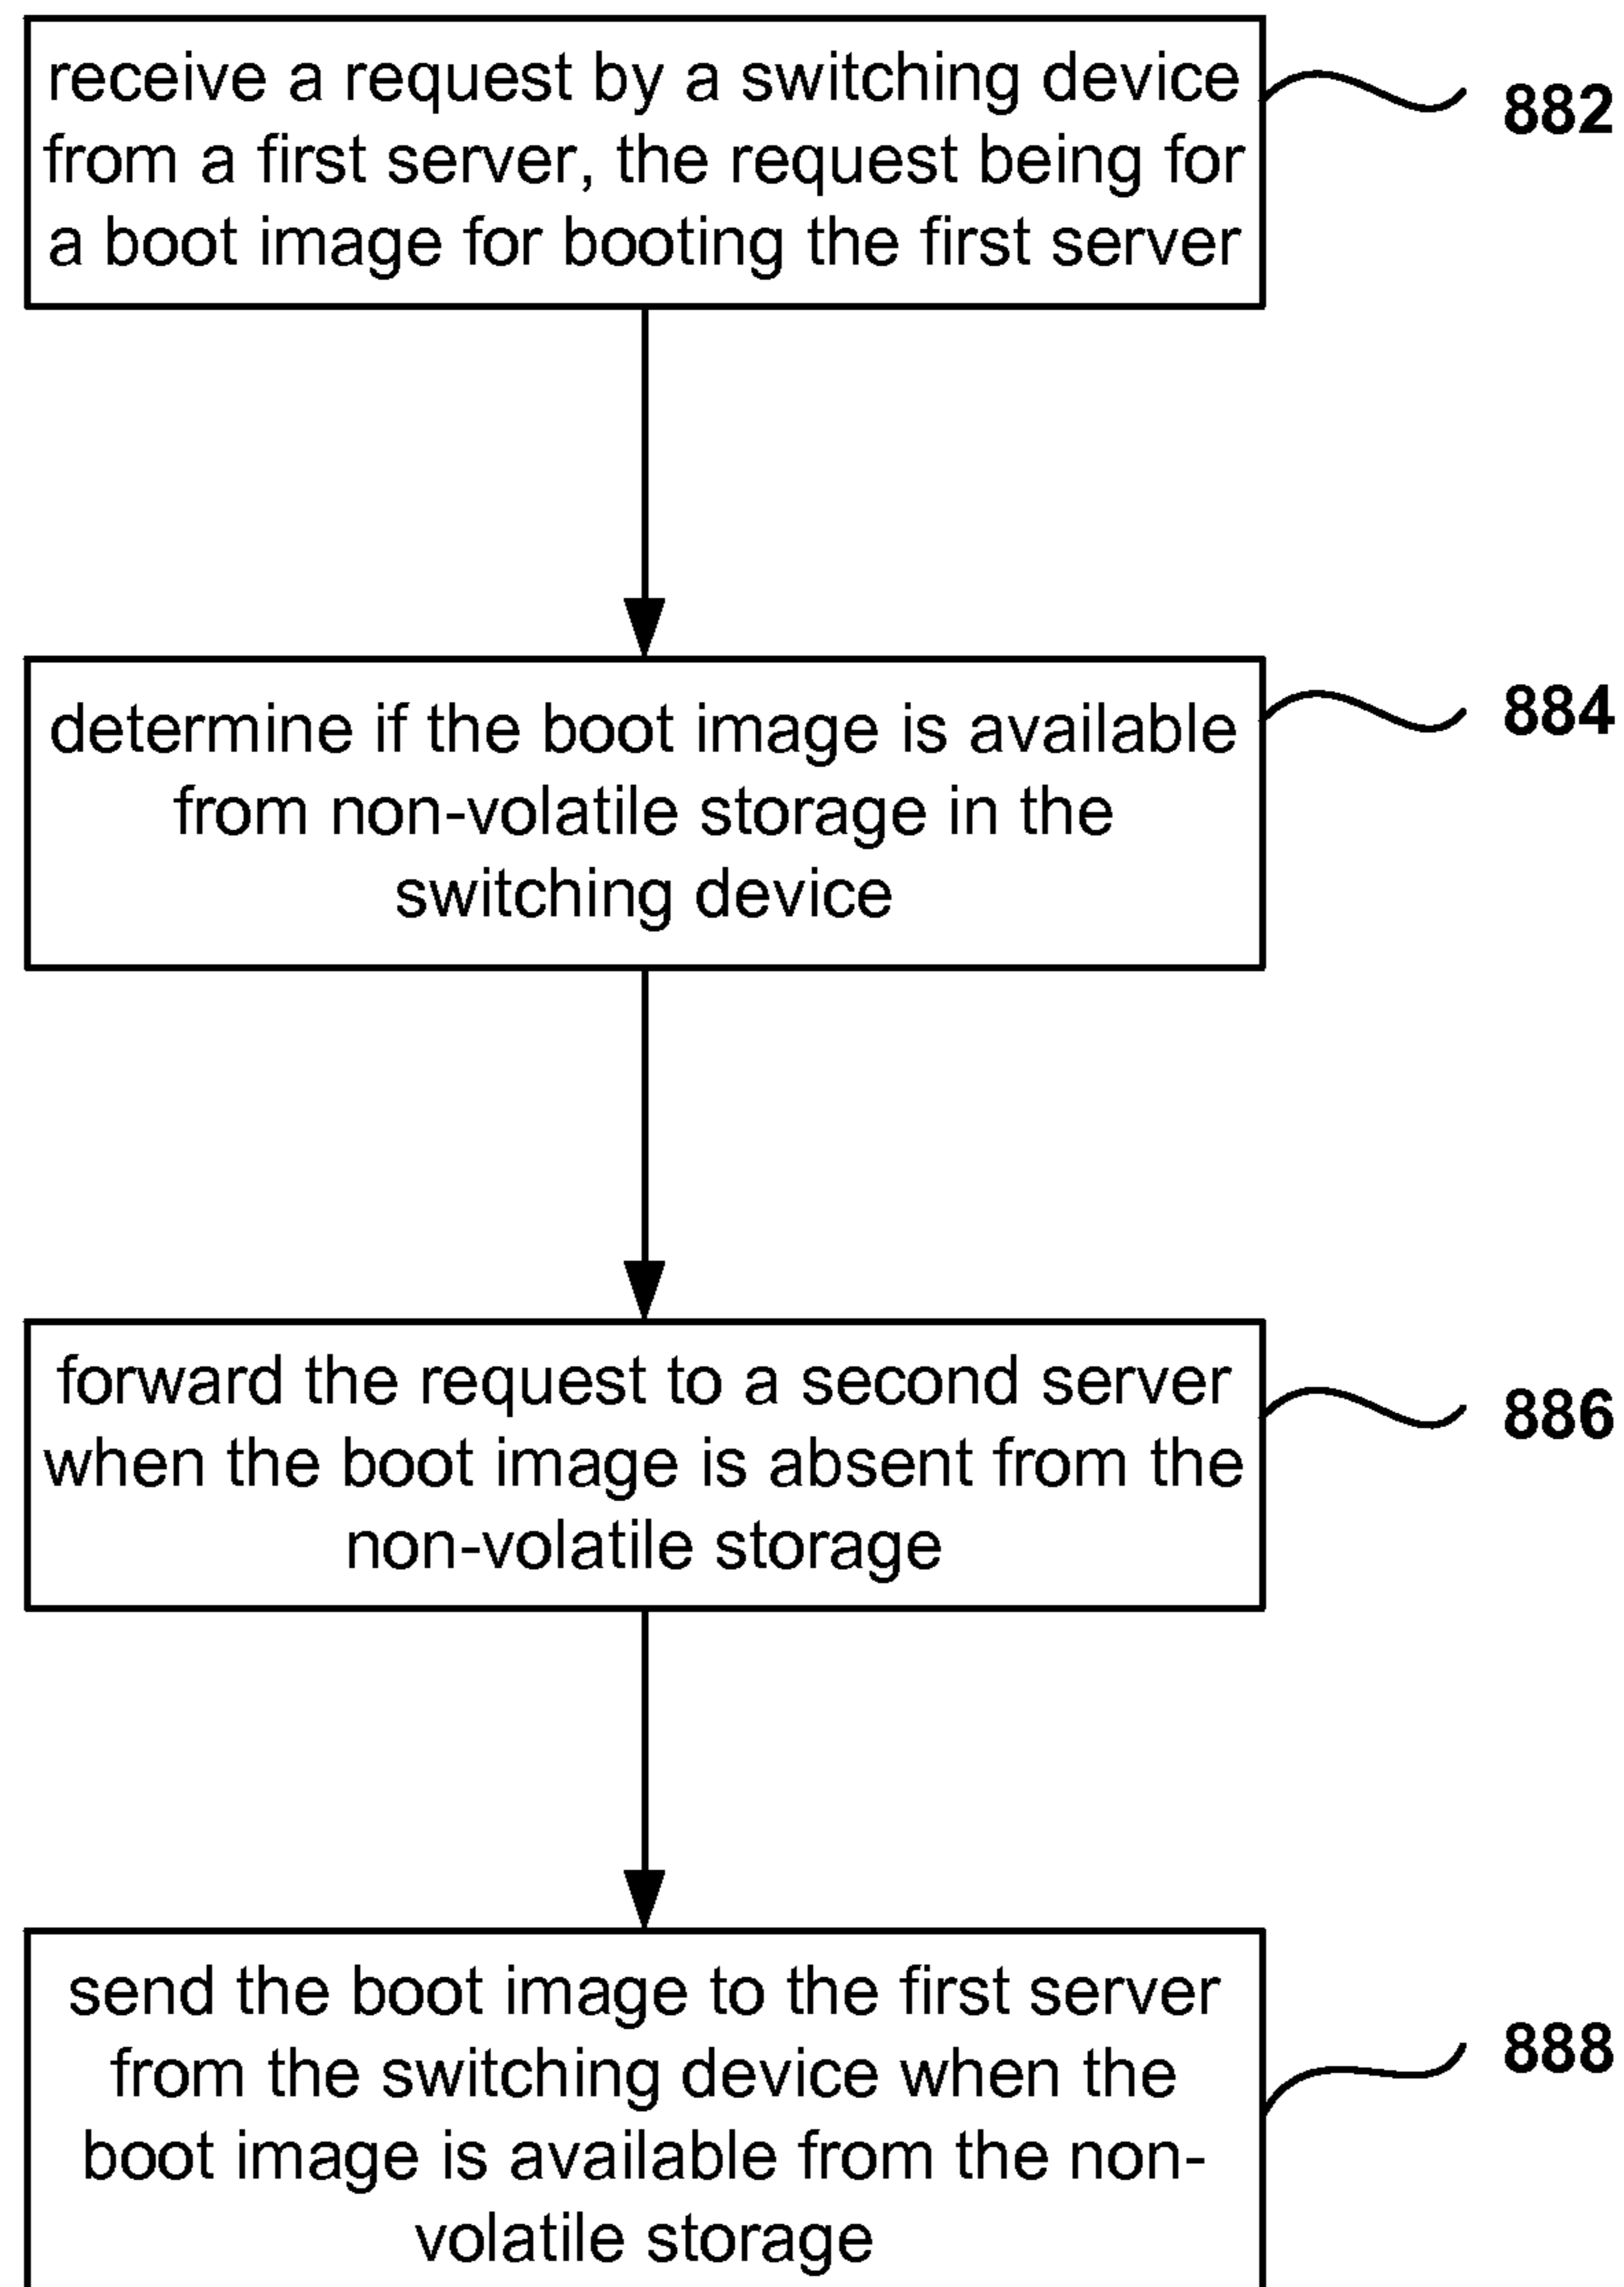 receive a request by a switching device
from a first server, the request being for
a boot image for booting the first server
882
determine if the boot image is available
from non-volatile storage in the
switching device
884
forward the request to a second server
when the boot image is absent from the
non-volatile storage
886
send the boot image to the first server
from the switching device when the
boot image is available from the non-
volatile storage
888